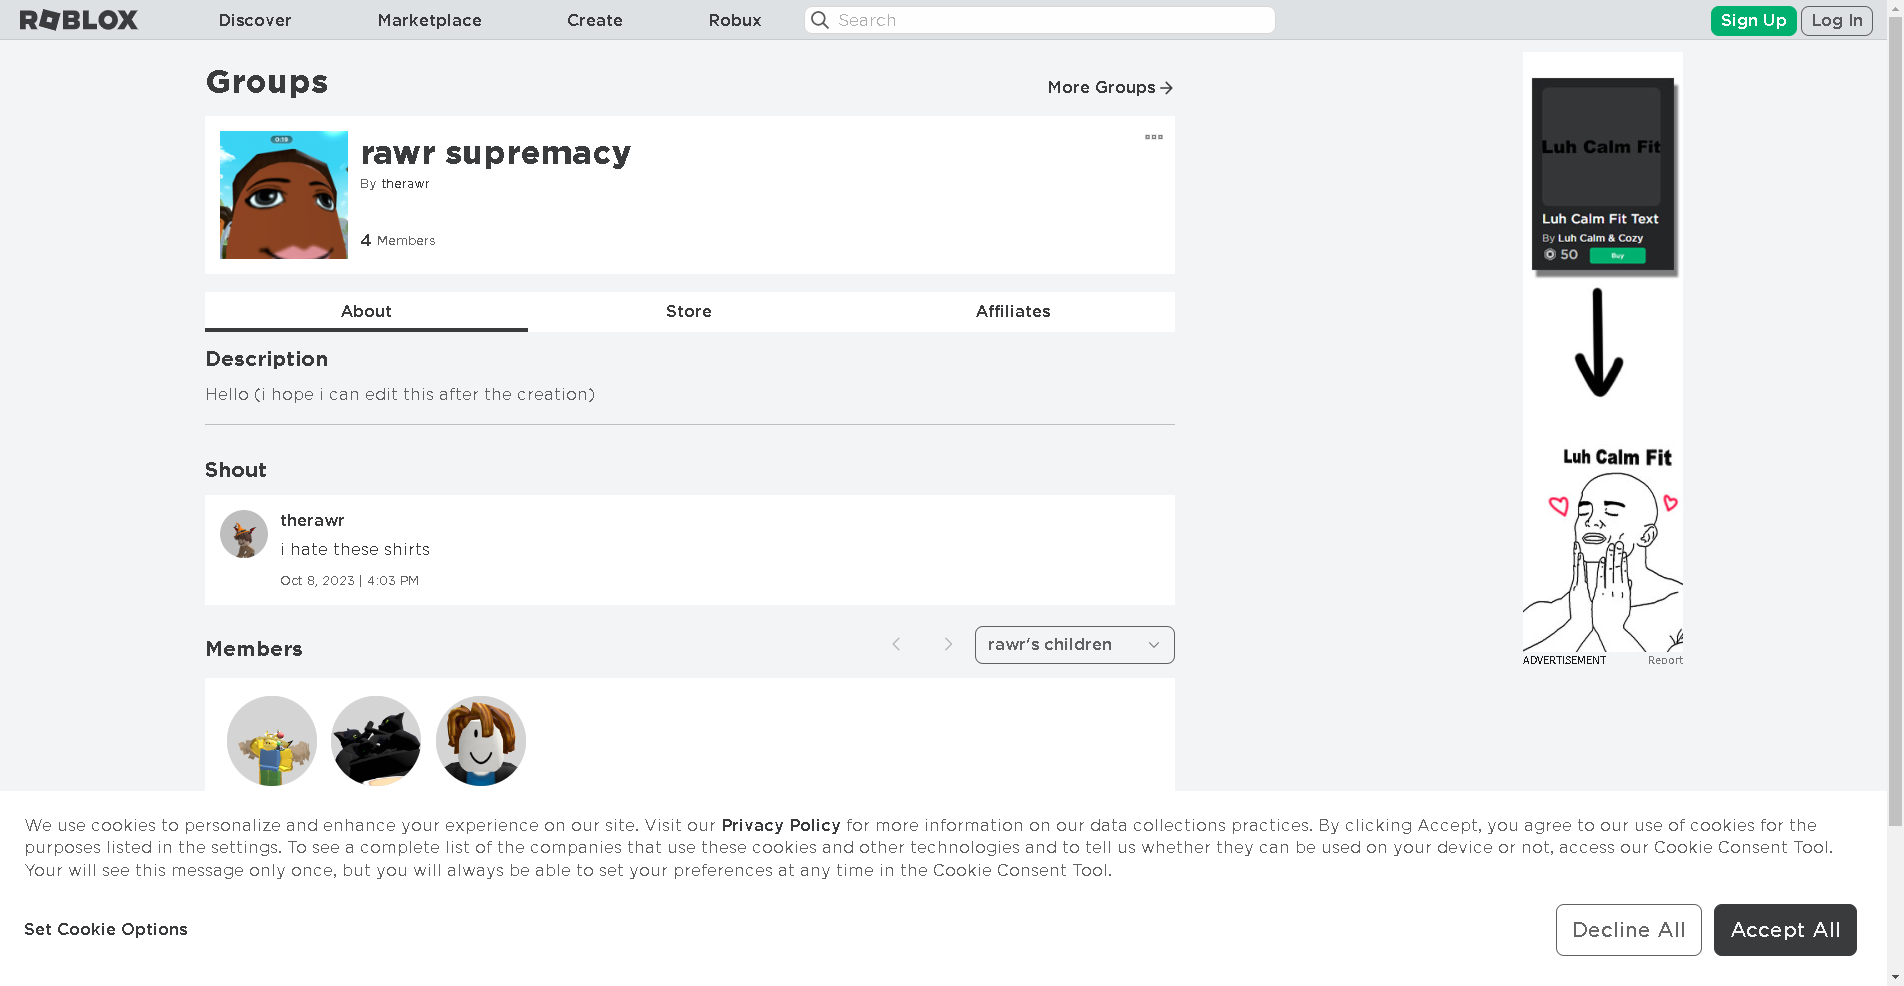 ROBLOX
Discover
Marketplace
Create
Robux
Search
Sign Up
Log In
Groups
More Groups
0:19
rawr supremacy
By therawr
4 Members
About
Store
Affiliates
Description
Hello (i hope i can edit this after the creation)
Shout
therawr
i hate these shirts
Oct 8, 2023 | 4:03 PM
Members
rawr's children
Luh Calm Fit
Luh Calm Fit Text
By Luh Calm & Cozy
50
Buy
Luh Calm Fit
ADVERTISEMENT
Report
We use cookies to personalize and enhance your experience on our site. Visit our Privacy Policy for more information on our data collections practices. By clicking Accept, you agree to our use of cookies for the
purposes listed in the settings. To see a complete list of the companies that use these cookies and other technologies and to tell us whether they can be used on your device or not, access our Cookie Consent Tool.
Your will see this message only once, but you will always be able to set your preferences at any time in the Cookie Consent Tool.
Set Cookie Options
Decline All
Accept All